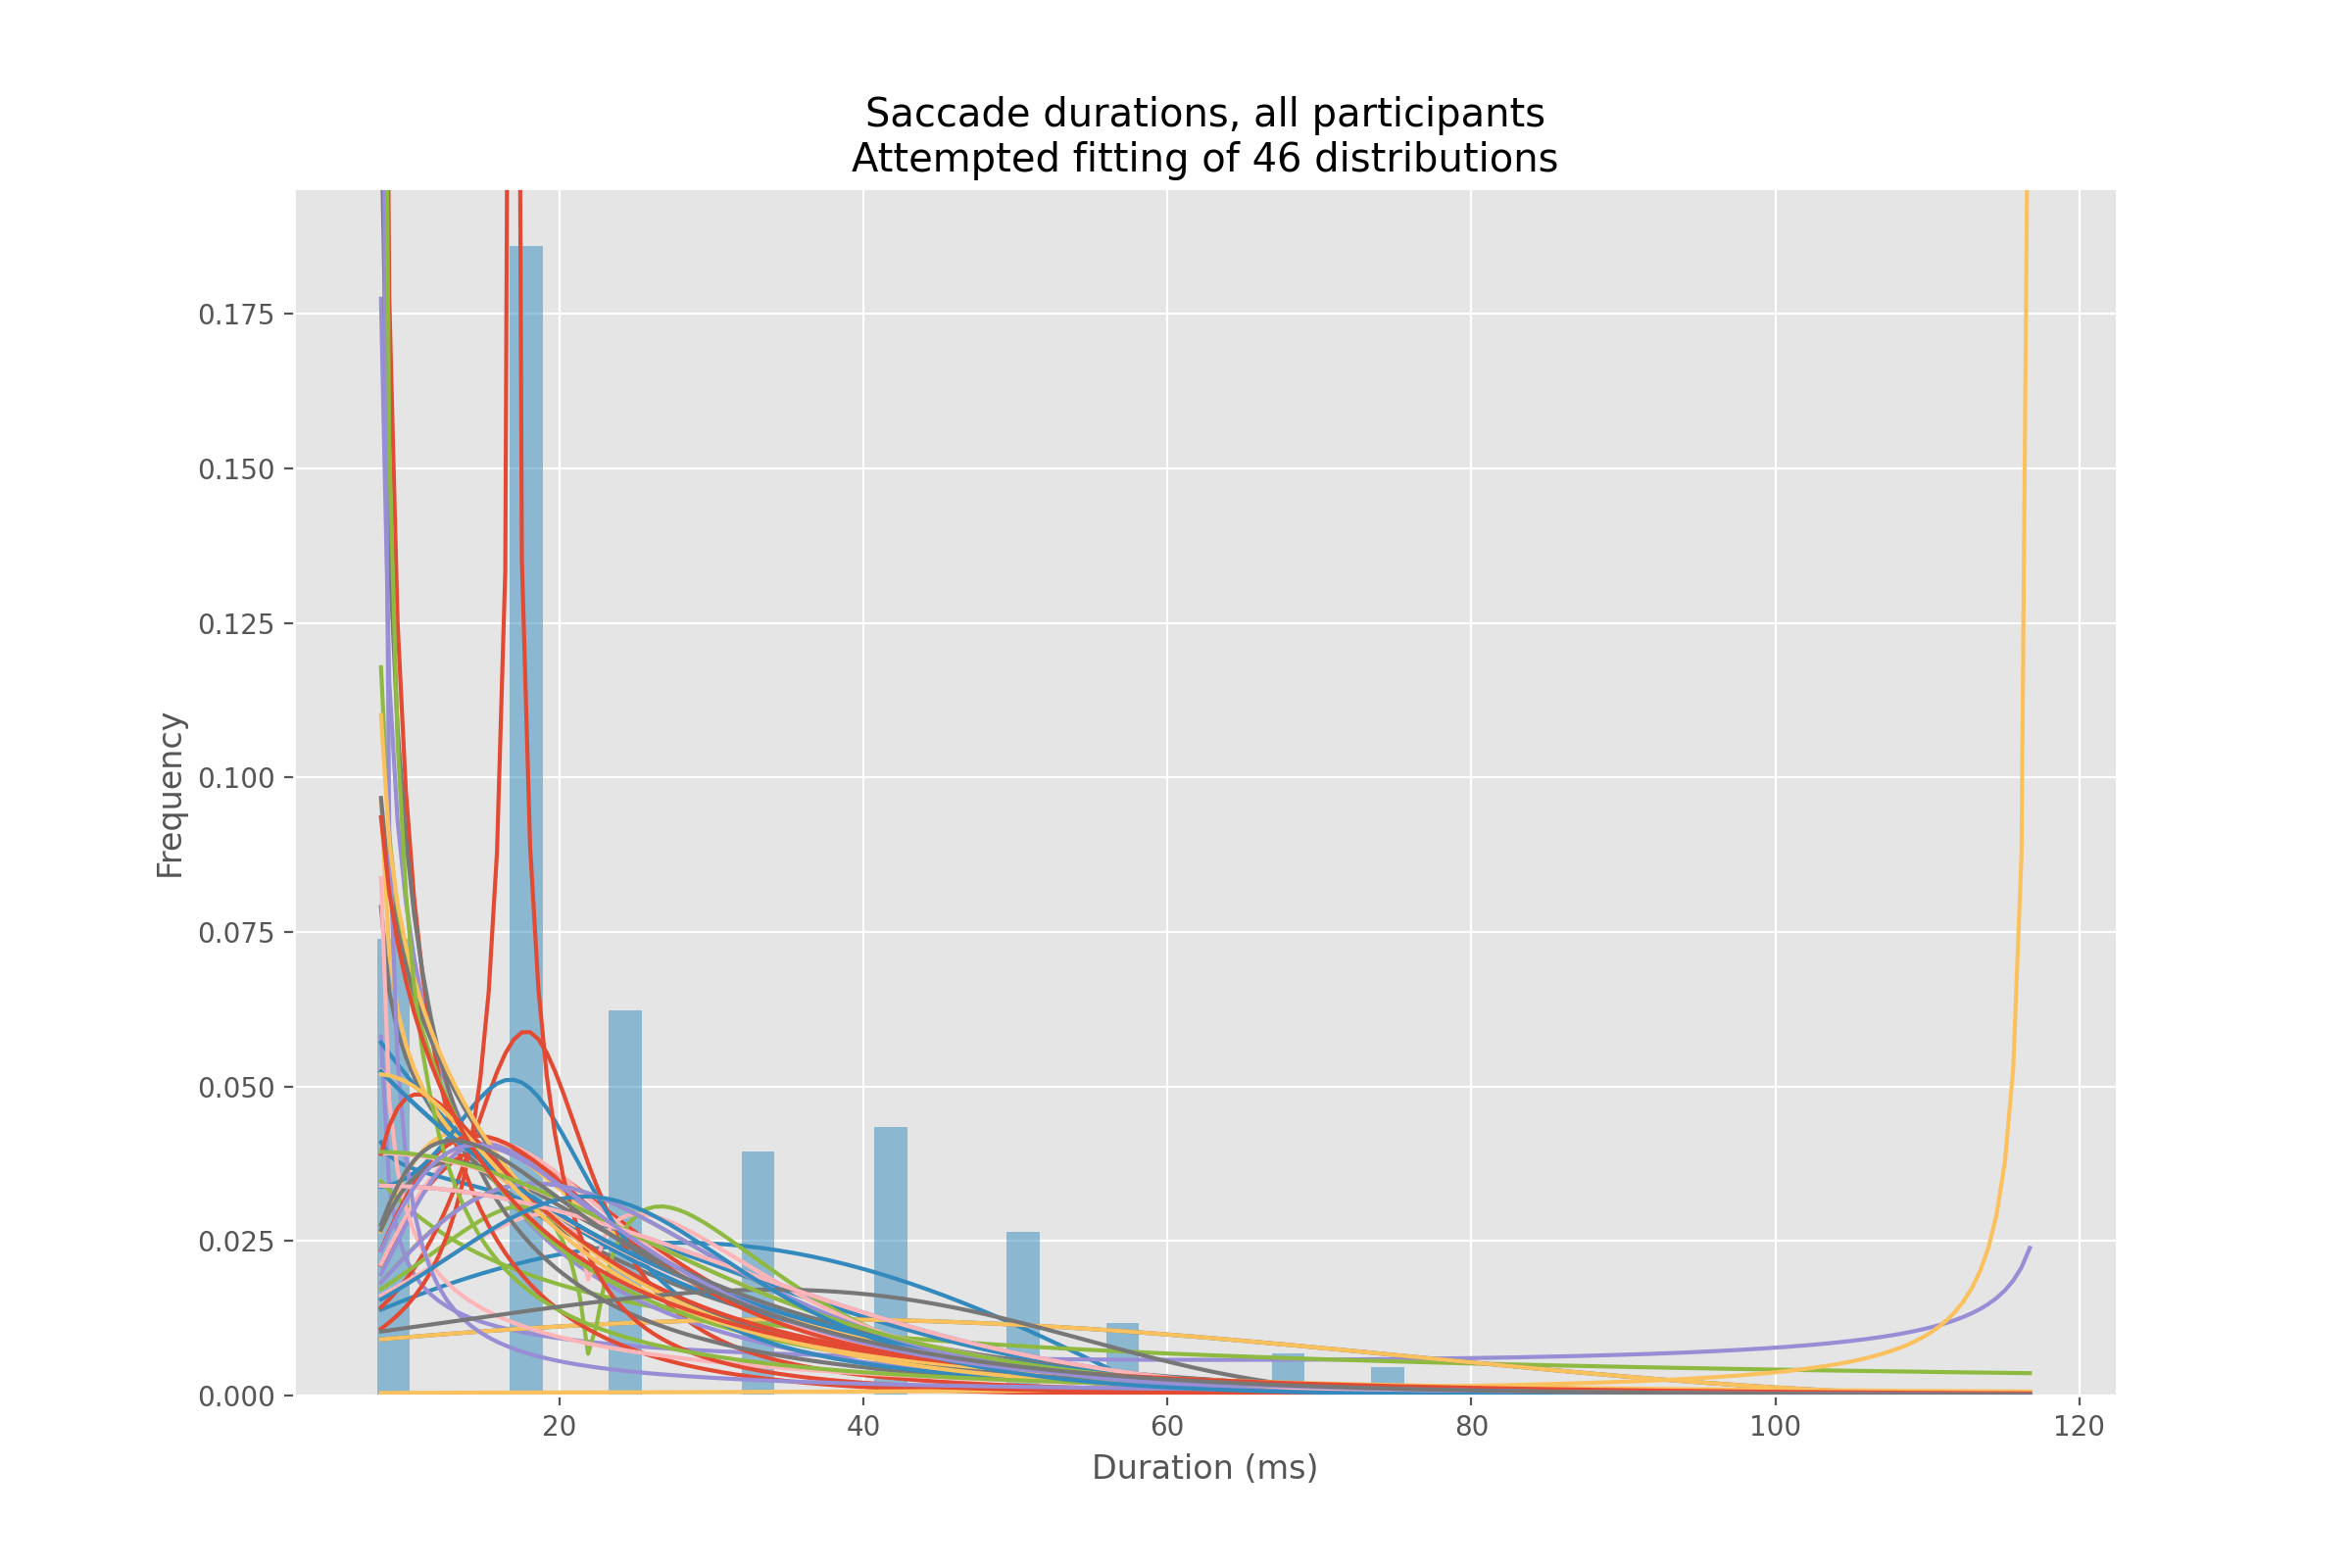 Saccade durations, all participants
Attempted fitting of 46 distributions
0.175
0.150
0.125
0.100
0.075
0.050
0.025
0.000
Frequency
20 40 60 80 100 120
Duration (ms)